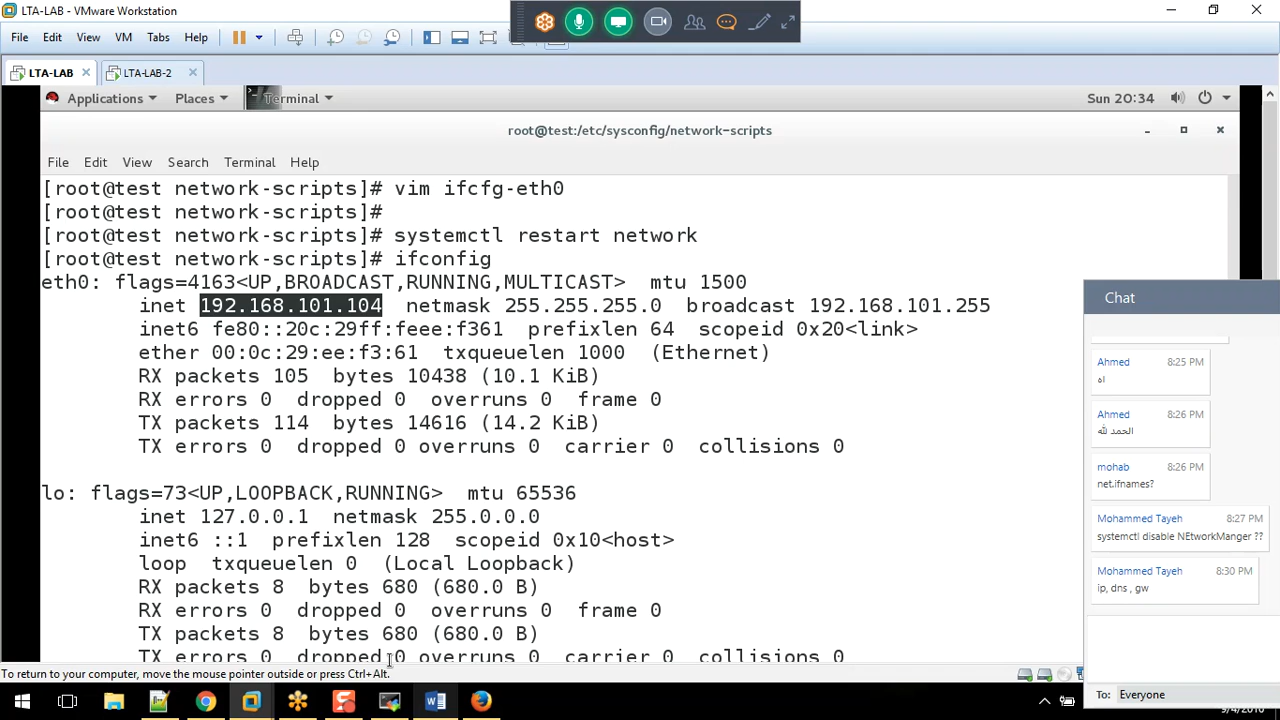 LTA-LAB - VMware Workstation
File Edit View VM Tabs Help
LTA-LAB LTA-LAB-2
Applications Places Terminal Sun 20:34
root@test:/etc/sysconfig/network-scripts
File Edit View Search Terminal Help
[root@test network-scripts]# vim ifcfg-eth0
[root@test network-scripts]#
[root@test network-scripts]# systemctl restart network
[root@test network-scripts]# ifconfig
eth0: flags=4163<UP,BROADCAST,RUNNING,MULTICAST> mtu 1500
inet 192.168.101.104 netmask 255.255.255.0 broadcast 192.168.101.255
inet6 fe80::20c:29ff:feee:f361 prefixlen 64 scopeid 0x20<link>
ether 00:0c:29:ee:f3:61 txqueuelen 1000 (Ethernet)
RX packets 105 bytes 10438 (10.1 KiB)
RX errors 0 dropped 0 overruns 0 frame 0
TX packets 114 bytes 14616 (14.2 KiB)
TX errors 0 dropped 0 overruns 0 carrier 0 collisions 0
lo: flags=73<UP,LOOPBACK,RUNNING> mtu 65536
inet 127.0.0.1 netmask 255.0.0.0
inet6 ::1 prefixlen 128 scopeid 0x10<host>
loop txqueuelen 0 (Local Loopback)
RX packets 8 bytes 680 (680.0 B)
RX errors 0 dropped 0 overruns 0 frame 0
TX packets 8 bytes 680 (680.0 B)
TX errors 0 dropped 0 overruns 0 carrier 0 collisions 0
Chat
Ahmed 8:25 PM
اه
Ahmed 8:26 PM
الحمد لله
mohab 8:26 PM
net.ifnames?
Mohammed Tayeh 8:27 PM
systemctl disable NEtworkManger ??
Mohammed Tayeh 8:30 PM
ip, dns , gw
To: Everyone
To return to your computer, move the mouse pointer outside or press Ctrl+Alt.